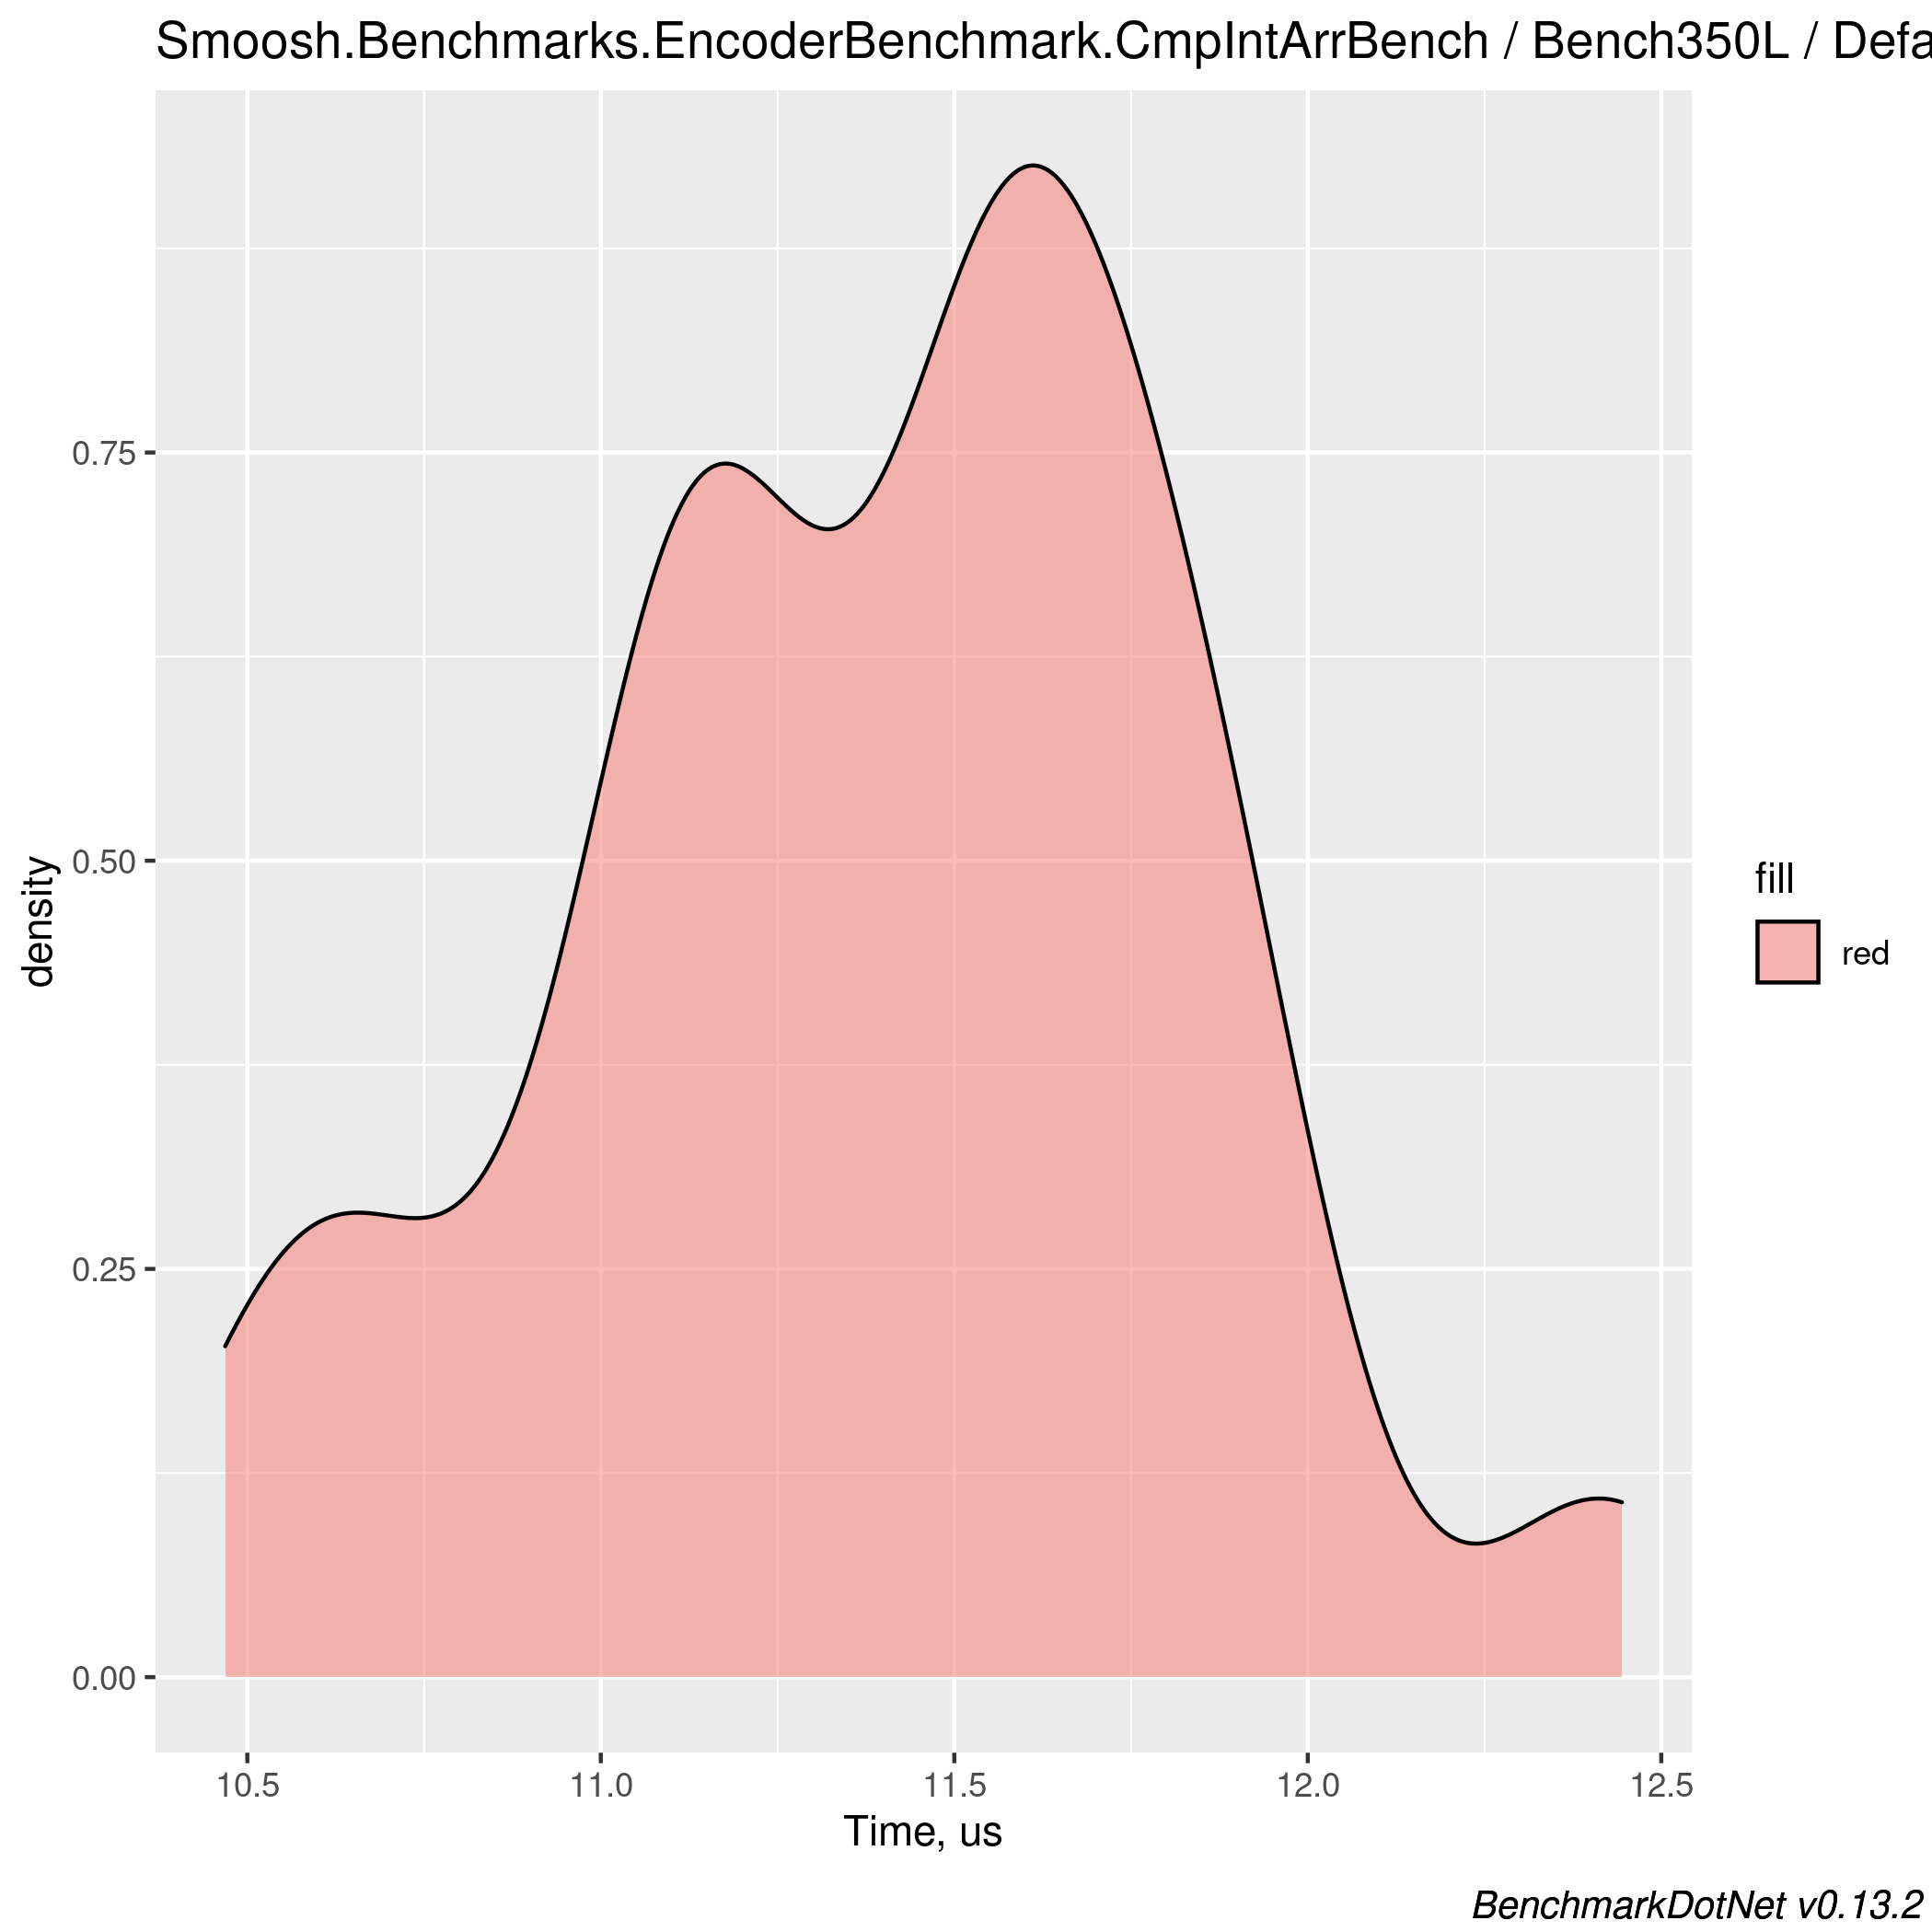 Smoosh.Benchmarks.EncoderBenchmark.CmpIntArrBench / Bench350L / Defa
0.75
0.50
0.25
0.00
density
fill
red
10.5 11.0 11.5 12.0 12.5
Time, us
BenchmarkDotNet v0.13.2